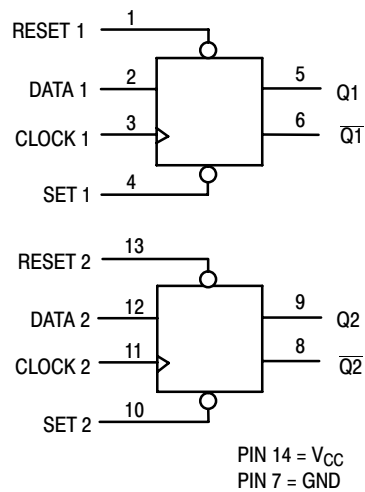 RESET 1 1
DATA 1 2
CLOCK 1 3
SET 1 4
5 Q1
6 Q1̅
RESET 2 13
DATA 2 12
CLOCK 2 11
SET 2 10
9 Q2
8 Q2̅
PIN 14 = VCC
PIN 7 = GND